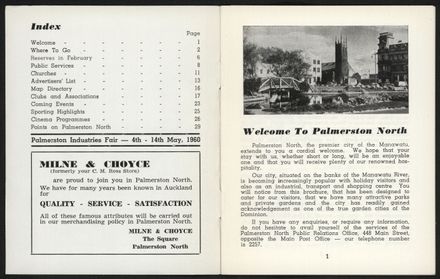 Index
Page
Welcome - - - - - - - 1
Where To Go - - - - - - 2
Reserves in February - - - - 6
Public Services - - - - - 8
Churches - - - - - - - 11
Advertisers' List - - - - - 13
Map Directory - - - - - 16
Clubs and Associations - - - - 17
Coming Events - - - - - 23
Sporting Highlights - - - - 25
Cinema Programmes - - - - 26
Points on Palmerston North - - - 29
Palmerston Industries Fair — 4th - 14th May, 1960
MILNE & CHOYCE
(formerly your C. M. Ross Store)
are proud to join you in Palmerston North.
We have for many years been known in Auckland
for
QUALITY - SERVICE - SATISFACTION
All of these famous attributes will be carried out
in our merchandising policy in Palmerston North.
MILNE & CHOYCE
The Square
Palmerston North
Welcome To Palmerston North
Palmerston North, the premier city of the Manawatu,
extends to you a cordial welcome. We hope that your
stay with us, whether short or long, will be an enjoyable
one and that you will receive plenty of our renowned hos-
pitality.
Our city, situated on the banks of the Manawatu River,
is becoming increasingly popular with holiday visitors and
also as an industrial, transport and shopping centre. You
will notice from this brochure, that has been designed to
cater for our visitors, that we have many attractive parks
and private gardens and the city has readily gained
acknowledgement as one of the true garden cities of the
Dominion.
If you have any enquiries, or require any information,
do not hesitate to avail yourself of the services of the
Palmerston North Public Relations Office, 448 Main Street,
opposite the Main Post Office — our telephone number
is 2257.
1